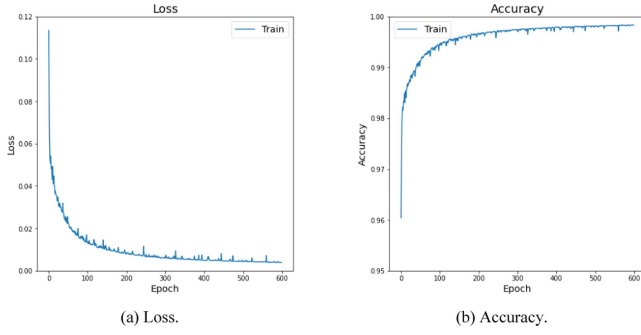 Loss
0.12
0.10
0.08
0.06
0.04
0.02
0.00
Loss
Train
0
100
200
300
400
500
600
Epoch
(a) Loss.
Accuracy
1.00
0.99
0.98
0.97
0.96
0.95
Accuracy
Train
0
100
200
300
400
500
600
Epoch
(b) Accuracy.